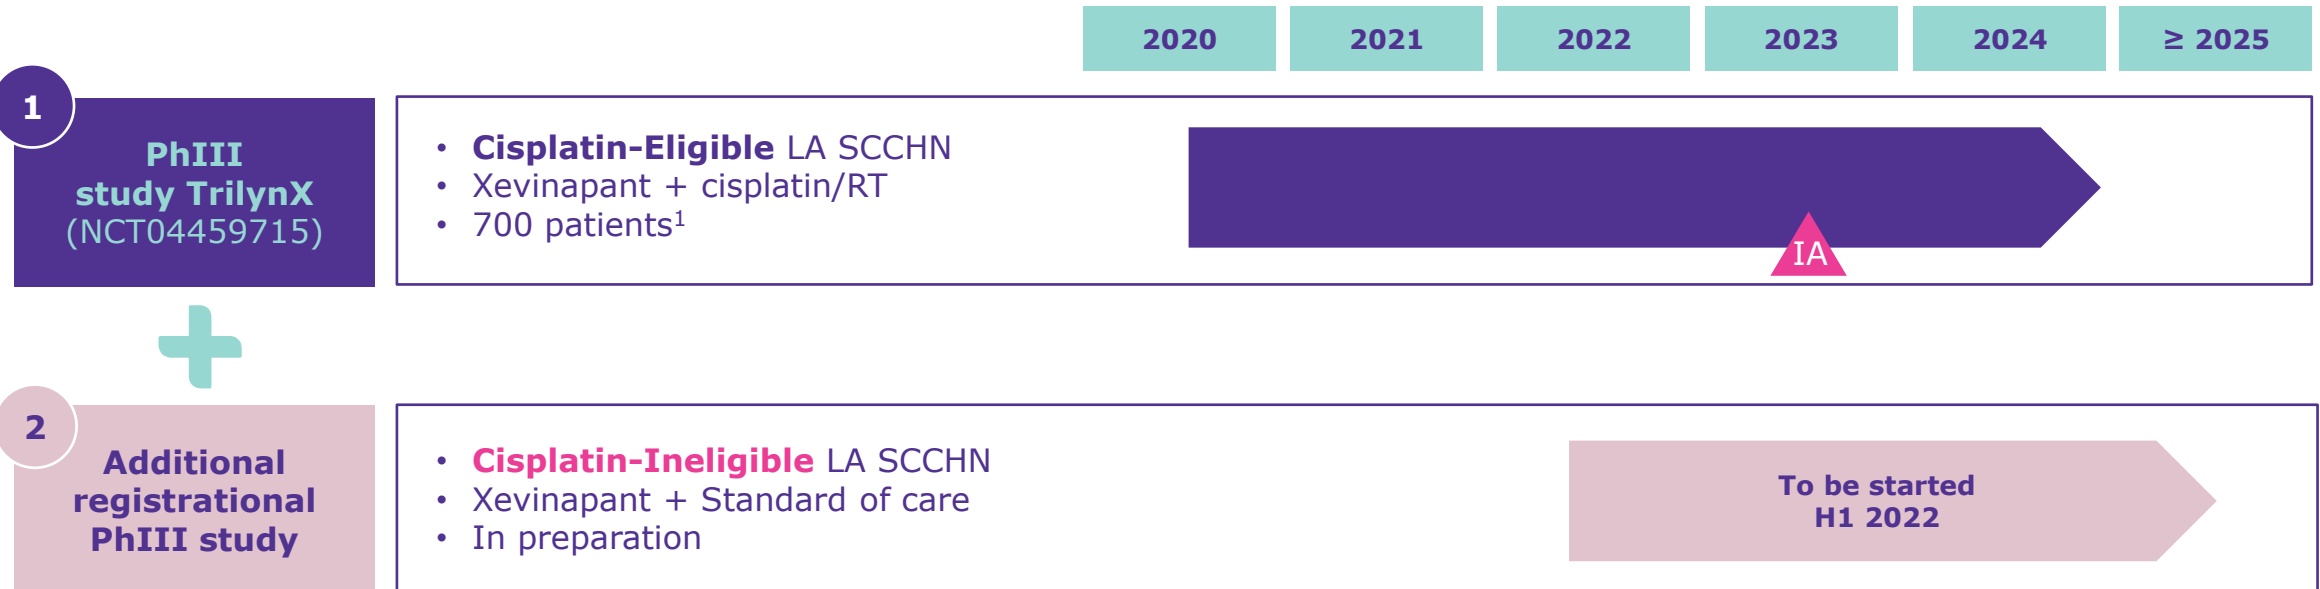 2020 2021 2022 2023 2024 ≥ 2025
1
PhIII
study TrilynX
(NCT04459715)
• Cisplatin-Eligible LA SCCHN
• Xevinapant + cisplatin/RT
• 700 patients¹
IA
2
Additional
registrational
PhIII study
• Cisplatin-Ineligible LA SCCHN
• Xevinapant + Standard of care
• In preparation
To be started
H1 2022